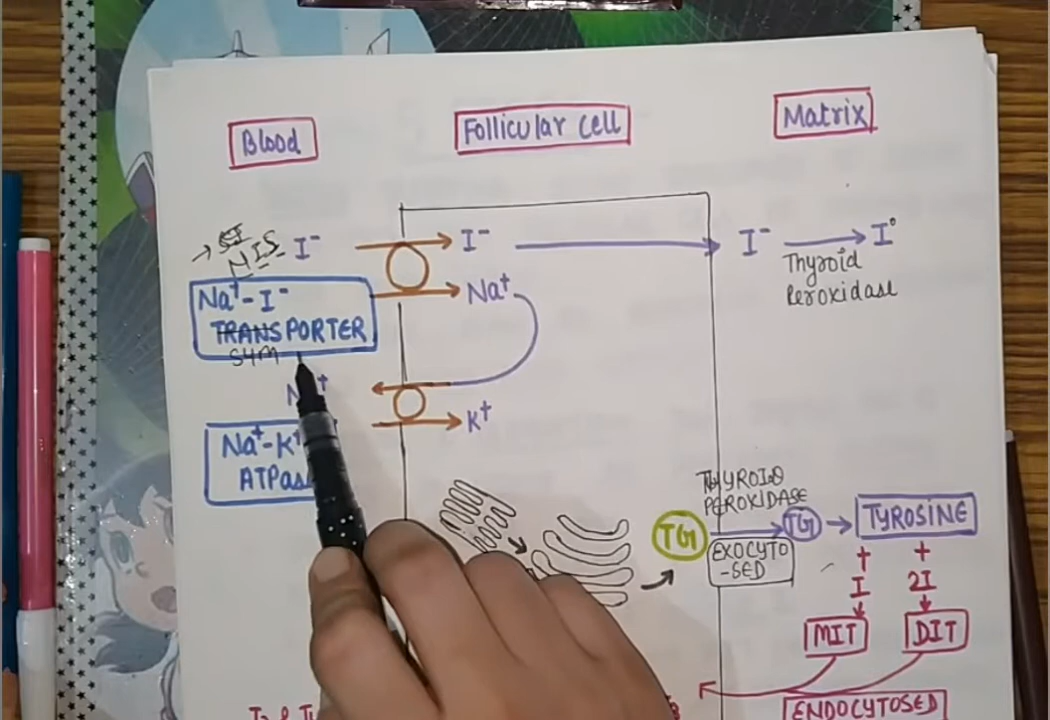 Blood
Follicular cell
Matrix
→ NIS I⁻
I⁻
I⁻ → I°
Thyroid
Peroxidase
Na⁺-I⁻
TRANSPORTER
SYM
Na⁺
K⁺
Na⁺-K⁺
THYROID
PEROXIDASE
TG
TG → TYROSINE
EXOCYTO
-SED
+ +
I 2I
MIT DIT
ENDOCYTOSED